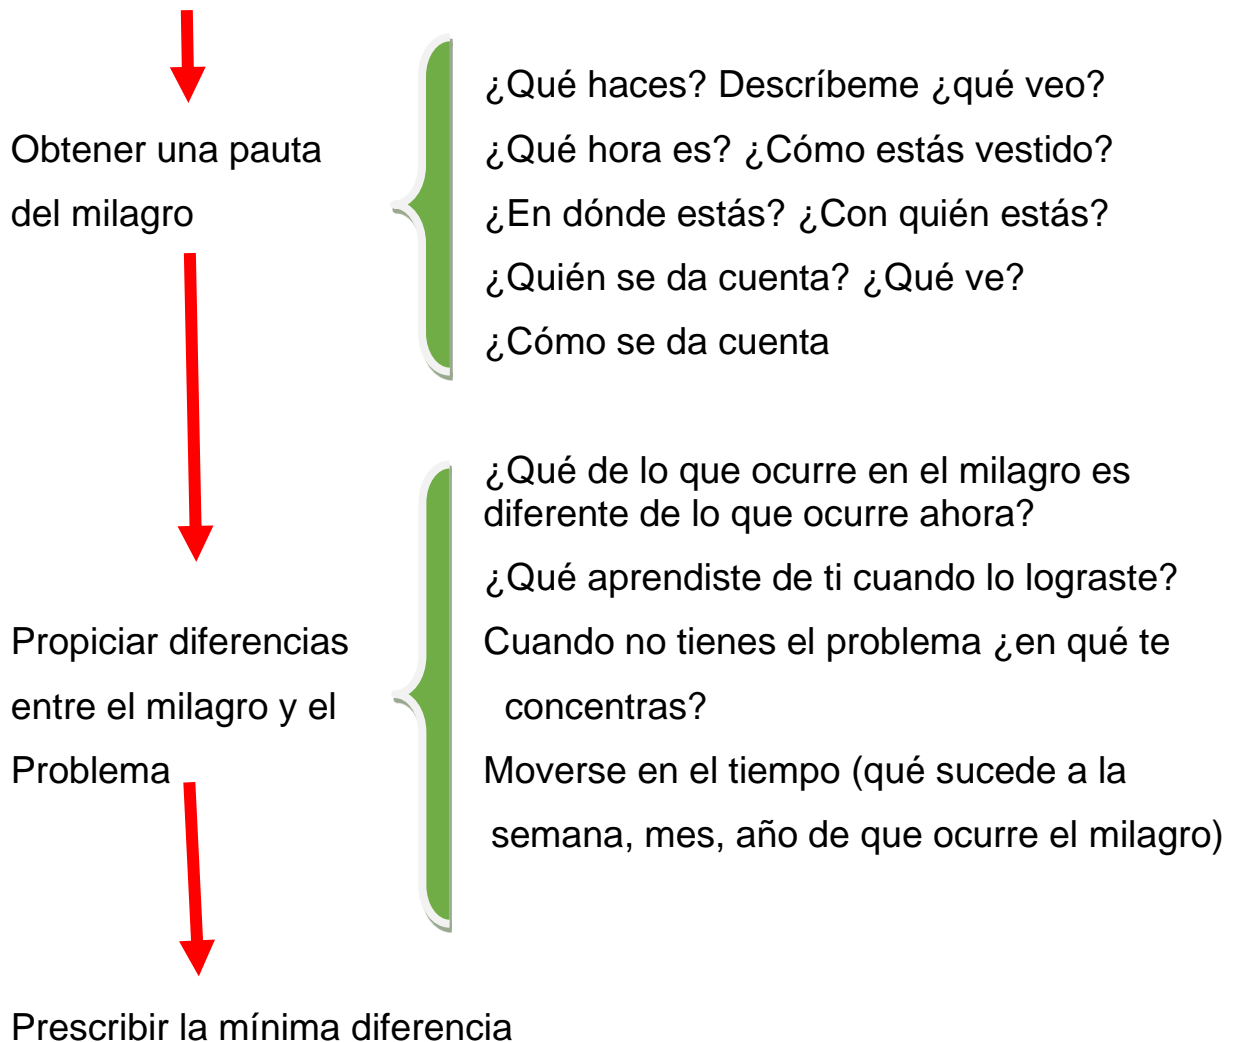 ¿Qué haces? Descríbeme ¿qué veo?
Obtener una pauta
¿Qué hora es? ¿Cómo estás vestido?
del milagro
¿En dónde estás? ¿Con quién estás?
¿Quién se da cuenta? ¿Qué ve?
¿Cómo se da cuenta
¿Qué de lo que ocurre en el milagro es
diferente de lo que ocurre ahora?
¿Qué aprendiste de ti cuando lo lograste?
Propiciar diferencias
Cuando no tienes el problema ¿en qué te
entre el milagro y el
concentras?
Problema
Moverse en el tiempo (qué sucede a la
semana, mes, año de que ocurre el milagro)
Prescribir la mínima diferencia